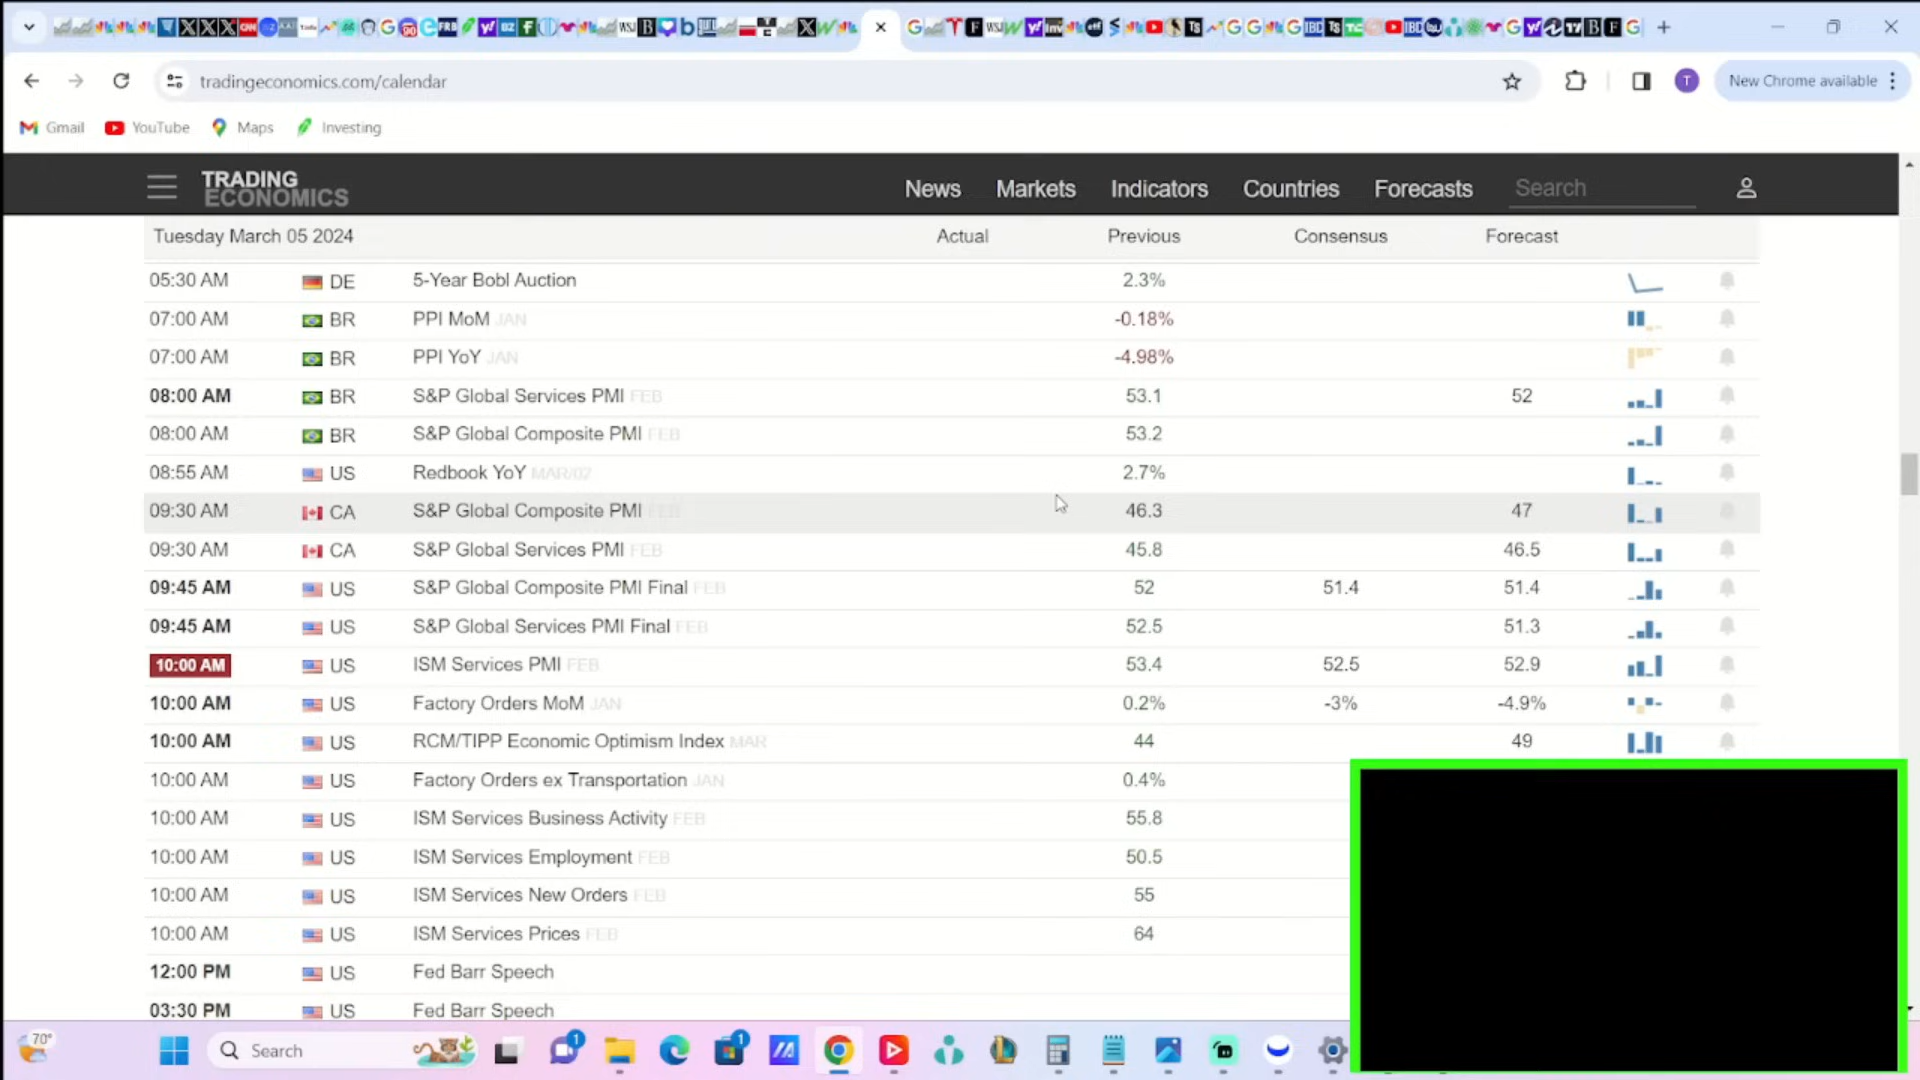 tradingeconomics.com/calendar
New Chrome available
Gmail YouTube Maps Investing
TRADING
ECONOMICS
News Markets Indicators Countries Forecasts Search
Tuesday March 05 2024 Actual Previous Consensus Forecast
05:30 AM DE 5-Year Bobl Auction 2.3%
07:00 AM BR PPI MoM JAN -0.18%
07:00 AM BR PPI YoY JAN -4.98%
08:00 AM BR S&P Global Services PMI FEB 53.1 52
08:00 AM BR S&P Global Composite PMI FEB 53.2
08:55 AM US Redbook YoY MAR/02 2.7%
09:30 AM CA S&P Global Composite PMI FEB 46.3 47
09:30 AM CA S&P Global Services PMI FEB 45.8 46.5
09:45 AM US S&P Global Composite PMI Final FEB 52 51.4 51.4
09:45 AM US S&P Global Services PMI Final FEB 52.5 51.3
10:00 AM US ISM Services PMI FEB 53.4 52.5 52.9
10:00 AM US Factory Orders MoM JAN 0.2% -3% -4.9%
10:00 AM US RCM/TIPP Economic Optimism Index MAR 44 49
10:00 AM US Factory Orders ex Transportation JAN 0.4%
10:00 AM US ISM Services Business Activity FEB 55.8
10:00 AM US ISM Services Employment FEB 50.5
10:00 AM US ISM Services New Orders FEB 55
10:00 AM US ISM Services Prices FEB 64
12:00 PM US Fed Barr Speech
03:30 PM US Fed Barr Speech
70°
Search